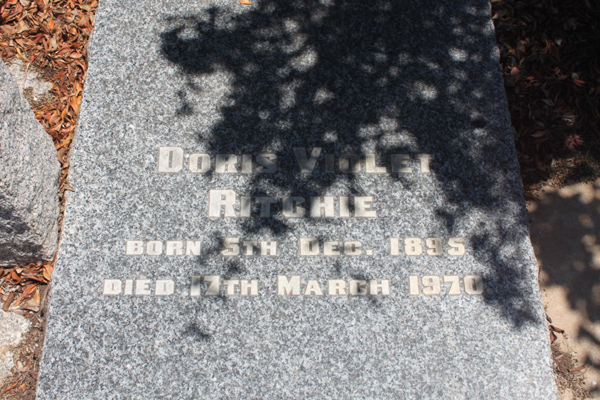 Doris Violet
Ritchie
Born 5th Dec. 1895
Died 17th March 1970